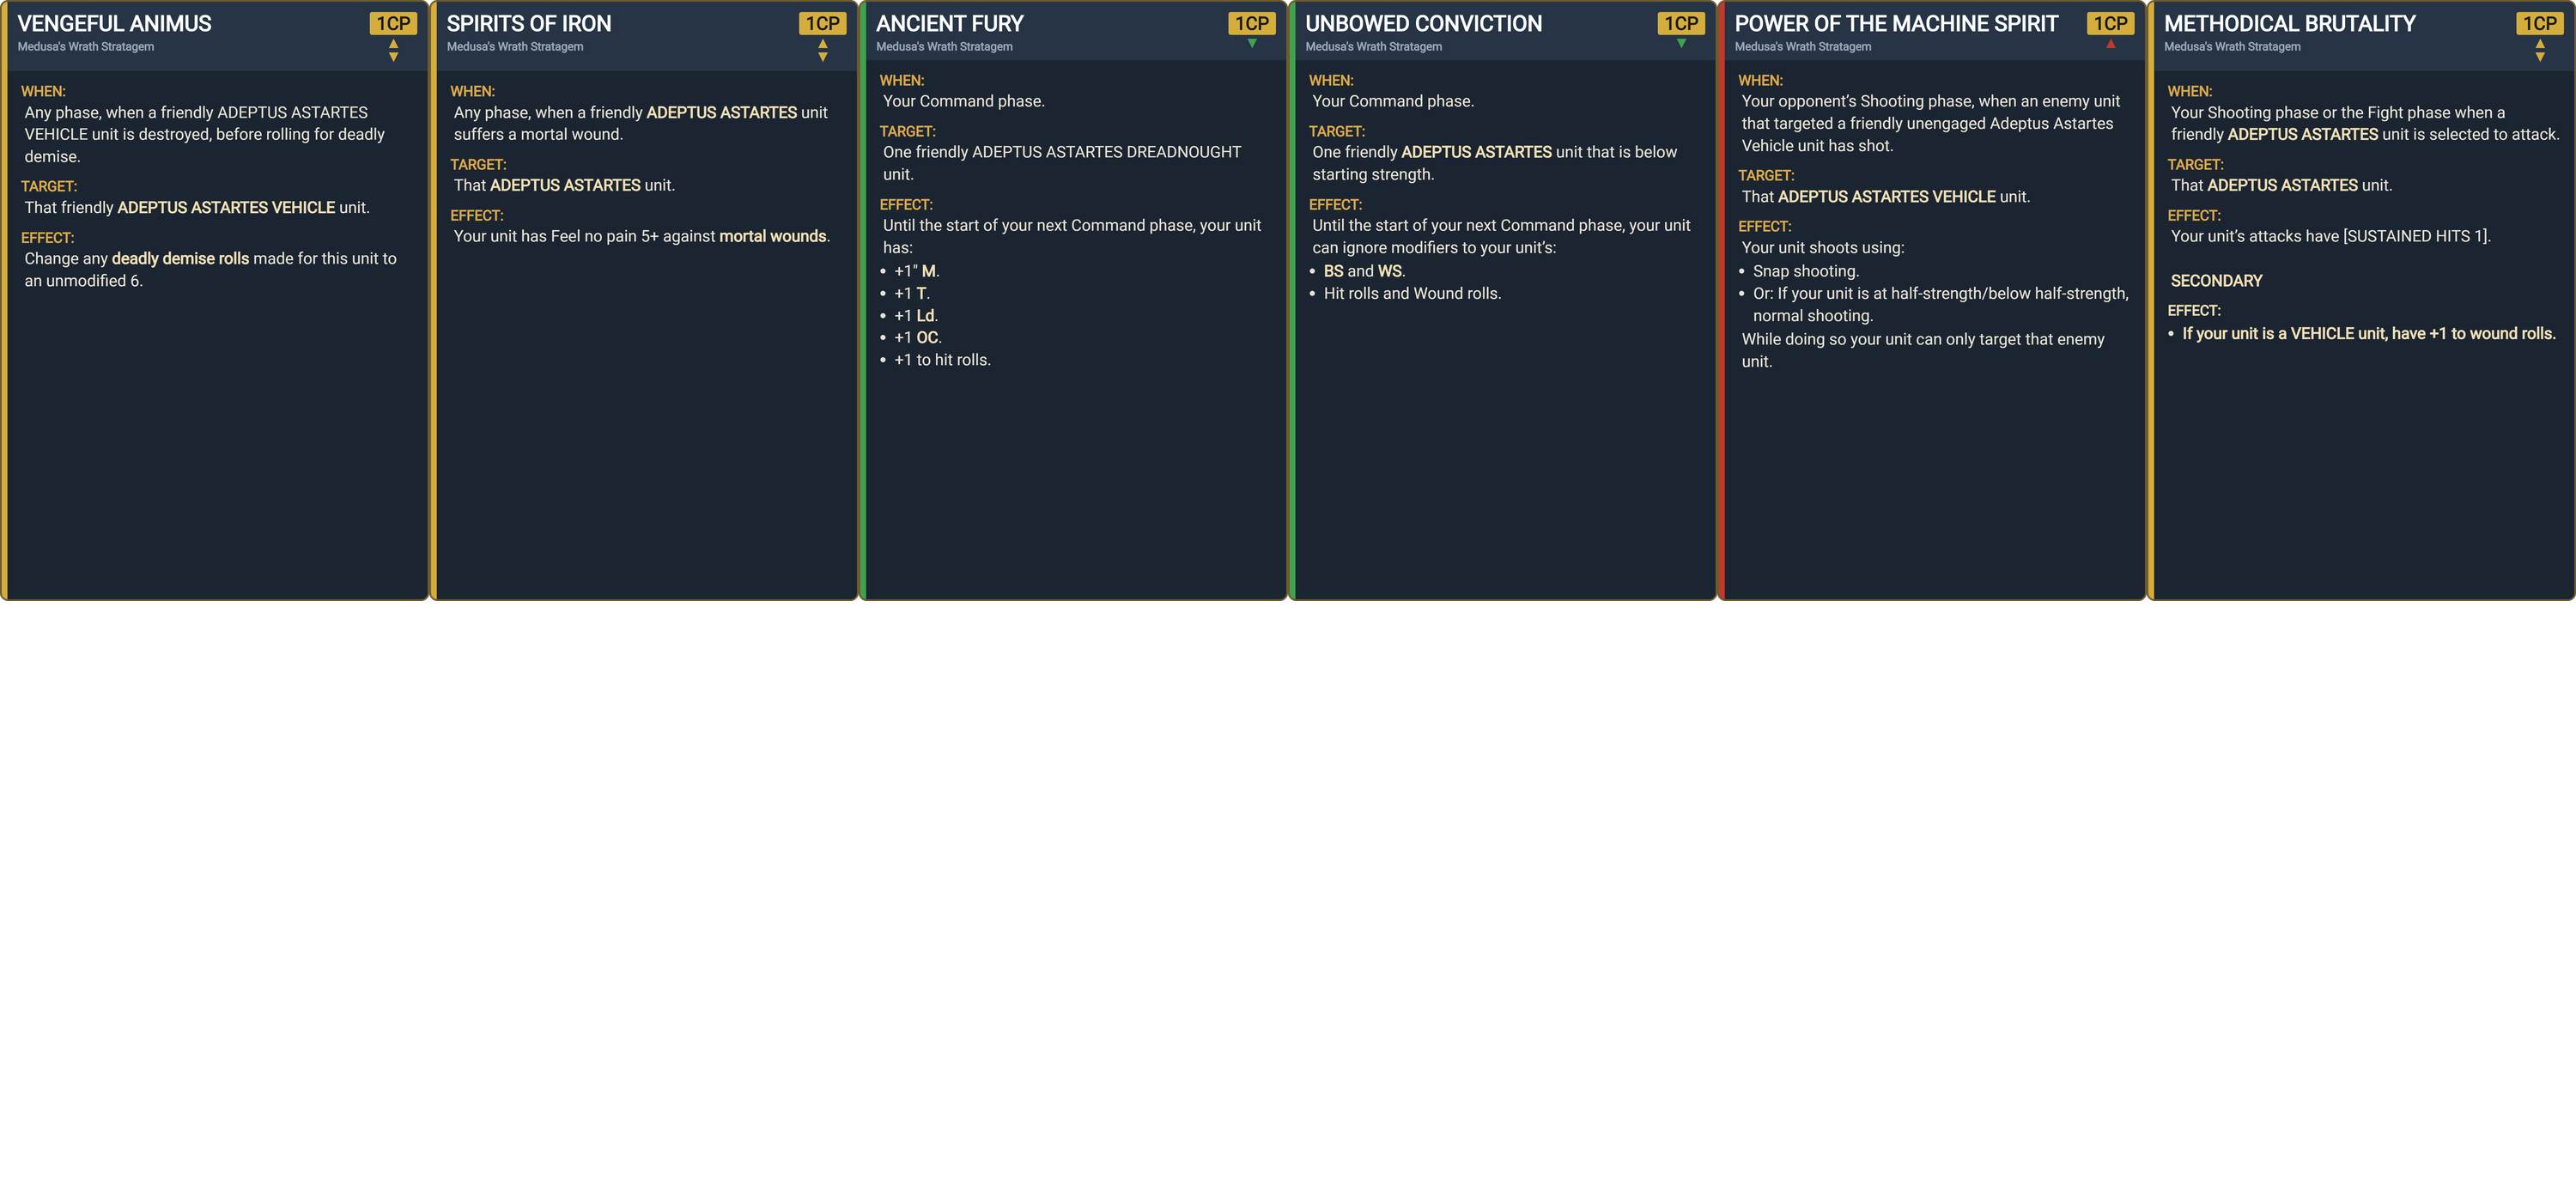 VENGEFUL ANIMUS
1CP
Medusa's Wrath Stratagem
WHEN:
Any phase, when a friendly ADEPTUS ASTARTES
VEHICLE unit is destroyed, before rolling for deadly
demise.
TARGET:
That friendly ADEPTUS ASTARTES VEHICLE unit.
EFFECT:
Change any deadly demise rolls made for this unit to
an unmodified 6.
SPIRITS OF IRON
1CP
Medusa's Wrath Stratagem
WHEN:
Any phase, when a friendly ADEPTUS ASTARTES unit
suffers a mortal wound.
TARGET:
That ADEPTUS ASTARTES unit.
EFFECT:
Your unit has Feel no pain 5+ against mortal wounds.
ANCIENT FURY
1CP
Medusa's Wrath Stratagem
WHEN:
Your Command phase.
TARGET:
One friendly ADEPTUS ASTARTES DREADNOUGHT
unit.
EFFECT:
Until the start of your next Command phase, your unit
has:
• +1" M.
• +1 T.
• +1 Ld.
• +1 OC.
• +1 to hit rolls.
UNBOWED CONVICTION
1CP
Medusa's Wrath Stratagem
WHEN:
Your Command phase.
TARGET:
One friendly ADEPTUS ASTARTES unit that is below
starting strength.
EFFECT:
Until the start of your next Command phase, your unit
can ignore modifiers to your unit’s:
• BS and WS.
• Hit rolls and Wound rolls.
POWER OF THE MACHINE SPIRIT
1CP
Medusa's Wrath Stratagem
WHEN:
Your opponent’s Shooting phase, when an enemy unit
that targeted a friendly unengaged Adeptus Astartes
Vehicle unit has shot.
TARGET:
That ADEPTUS ASTARTES VEHICLE unit.
EFFECT:
Your unit shoots using:
• Snap shooting.
• Or: If your unit is at half-strength/below half-strength,
normal shooting.
While doing so your unit can only target that enemy
unit.
METHODICAL BRUTALITY
1CP
Medusa's Wrath Stratagem
WHEN:
Your Shooting phase or the Fight phase when a
friendly ADEPTUS ASTARTES unit is selected to attack.
TARGET:
That ADEPTUS ASTARTES unit.
EFFECT:
Your unit’s attacks have [SUSTAINED HITS 1].
SECONDARY
EFFECT:
• If your unit is a VEHICLE unit, have +1 to wound rolls.